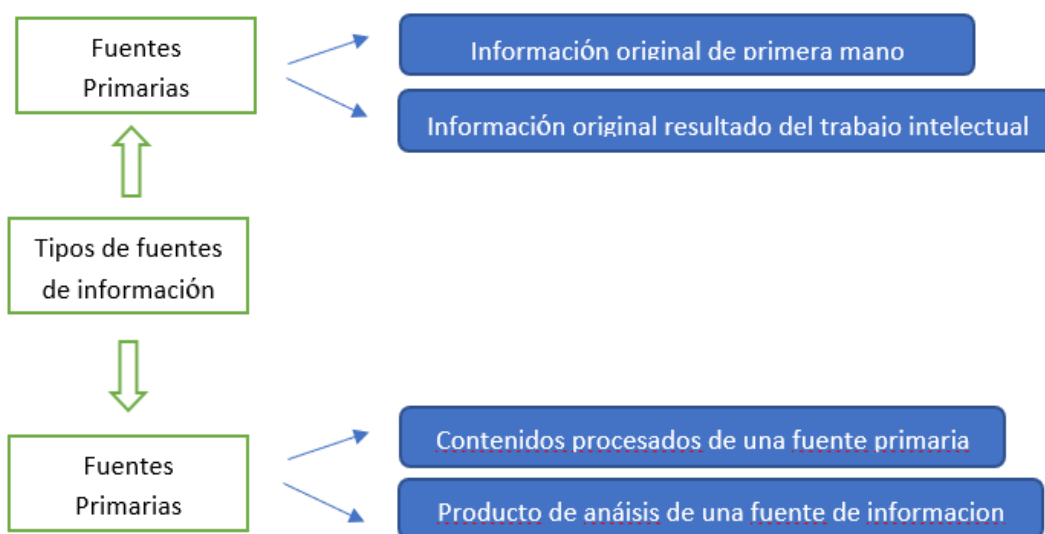 Fuentes
Primarias
Información original de primera mano
Información original resultado del trabajo intelectual
Tipos de fuentes
de información
Fuentes
Primarias
Contenidos procesados de una fuente primaria
Producto de anáisis de una fuente de informacion